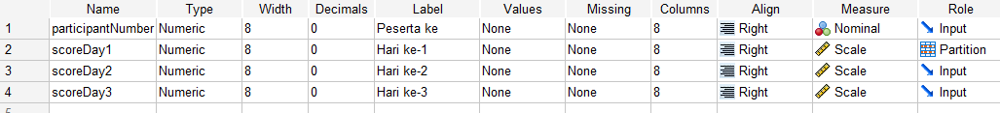 Name Type Width Decimals Label Values Missing Columns Align Measure Role
1 participantNumber Numeric 8 0 Peserta ke None None 8 Right Nominal Input
2 scoreDay1 Numeric 8 0 Hari ke-1 None None 8 Right Scale Partition
3 scoreDay2 Numeric 8 0 Hari ke-2 None None 8 Right Scale Input
4 scoreDay3 Numeric 8 0 Hari ke-3 None None 8 Right Scale Input